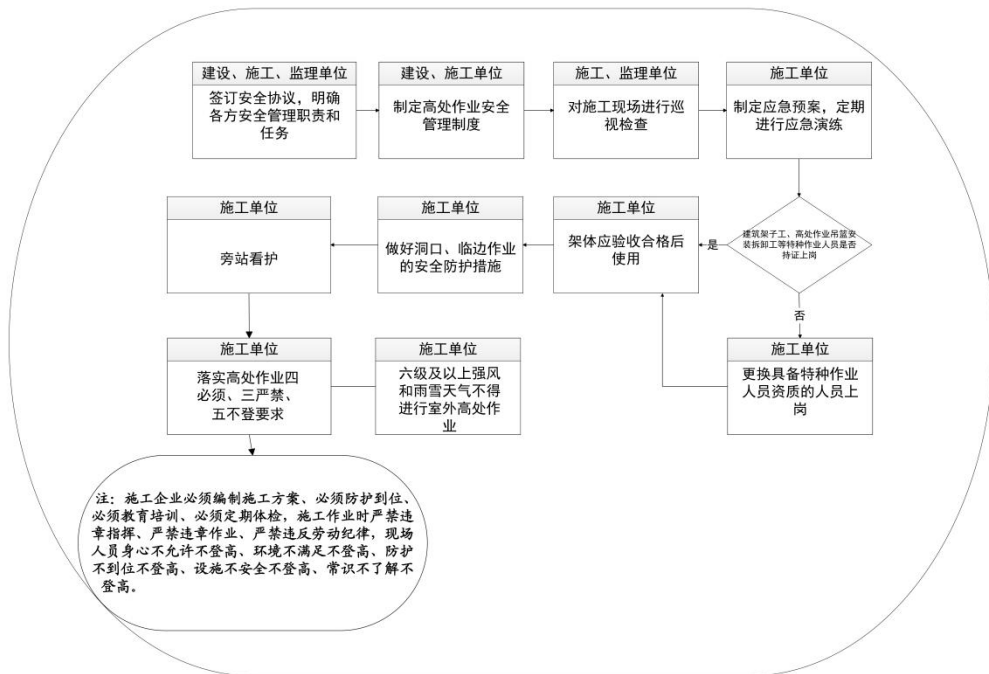 建设、施工、监理单位
签订安全协议，明确
各方安全管理职责和
任务
建设、施工单位
制定高处作业安全
管理制度
施工、监理单位
对施工现场进行巡
视检查
施工单位
制定应急预案，定期
进行应急演练
建筑架子工、高处作业吊蓝安
装拆卸工等特种作业人员是否
持证上岗
是
否
施工单位
更换具备特种作业
人员资质的人员上
岗
施工单位
架体应验收合格后
使用
施工单位
做好洞口、临边作业
的安全防护措施
施工单位
旁站看护
施工单位
落实高处作业四
必须、三严禁、
五不登要求
施工单位
六级及以上强风
和雨雪天气不得
进行室外高处作
业
注：施工企业必须编制施工方案、必须防护到位、
必须教育培训、必须定期体检，施工作业时严禁违
章指挥、严禁违章作业、严禁违反劳动纪律，现场
人员身心不允许不登高、环境不满足不登高、防护
不到位不登高、设施不安全不登高、常识不了解不
登高。